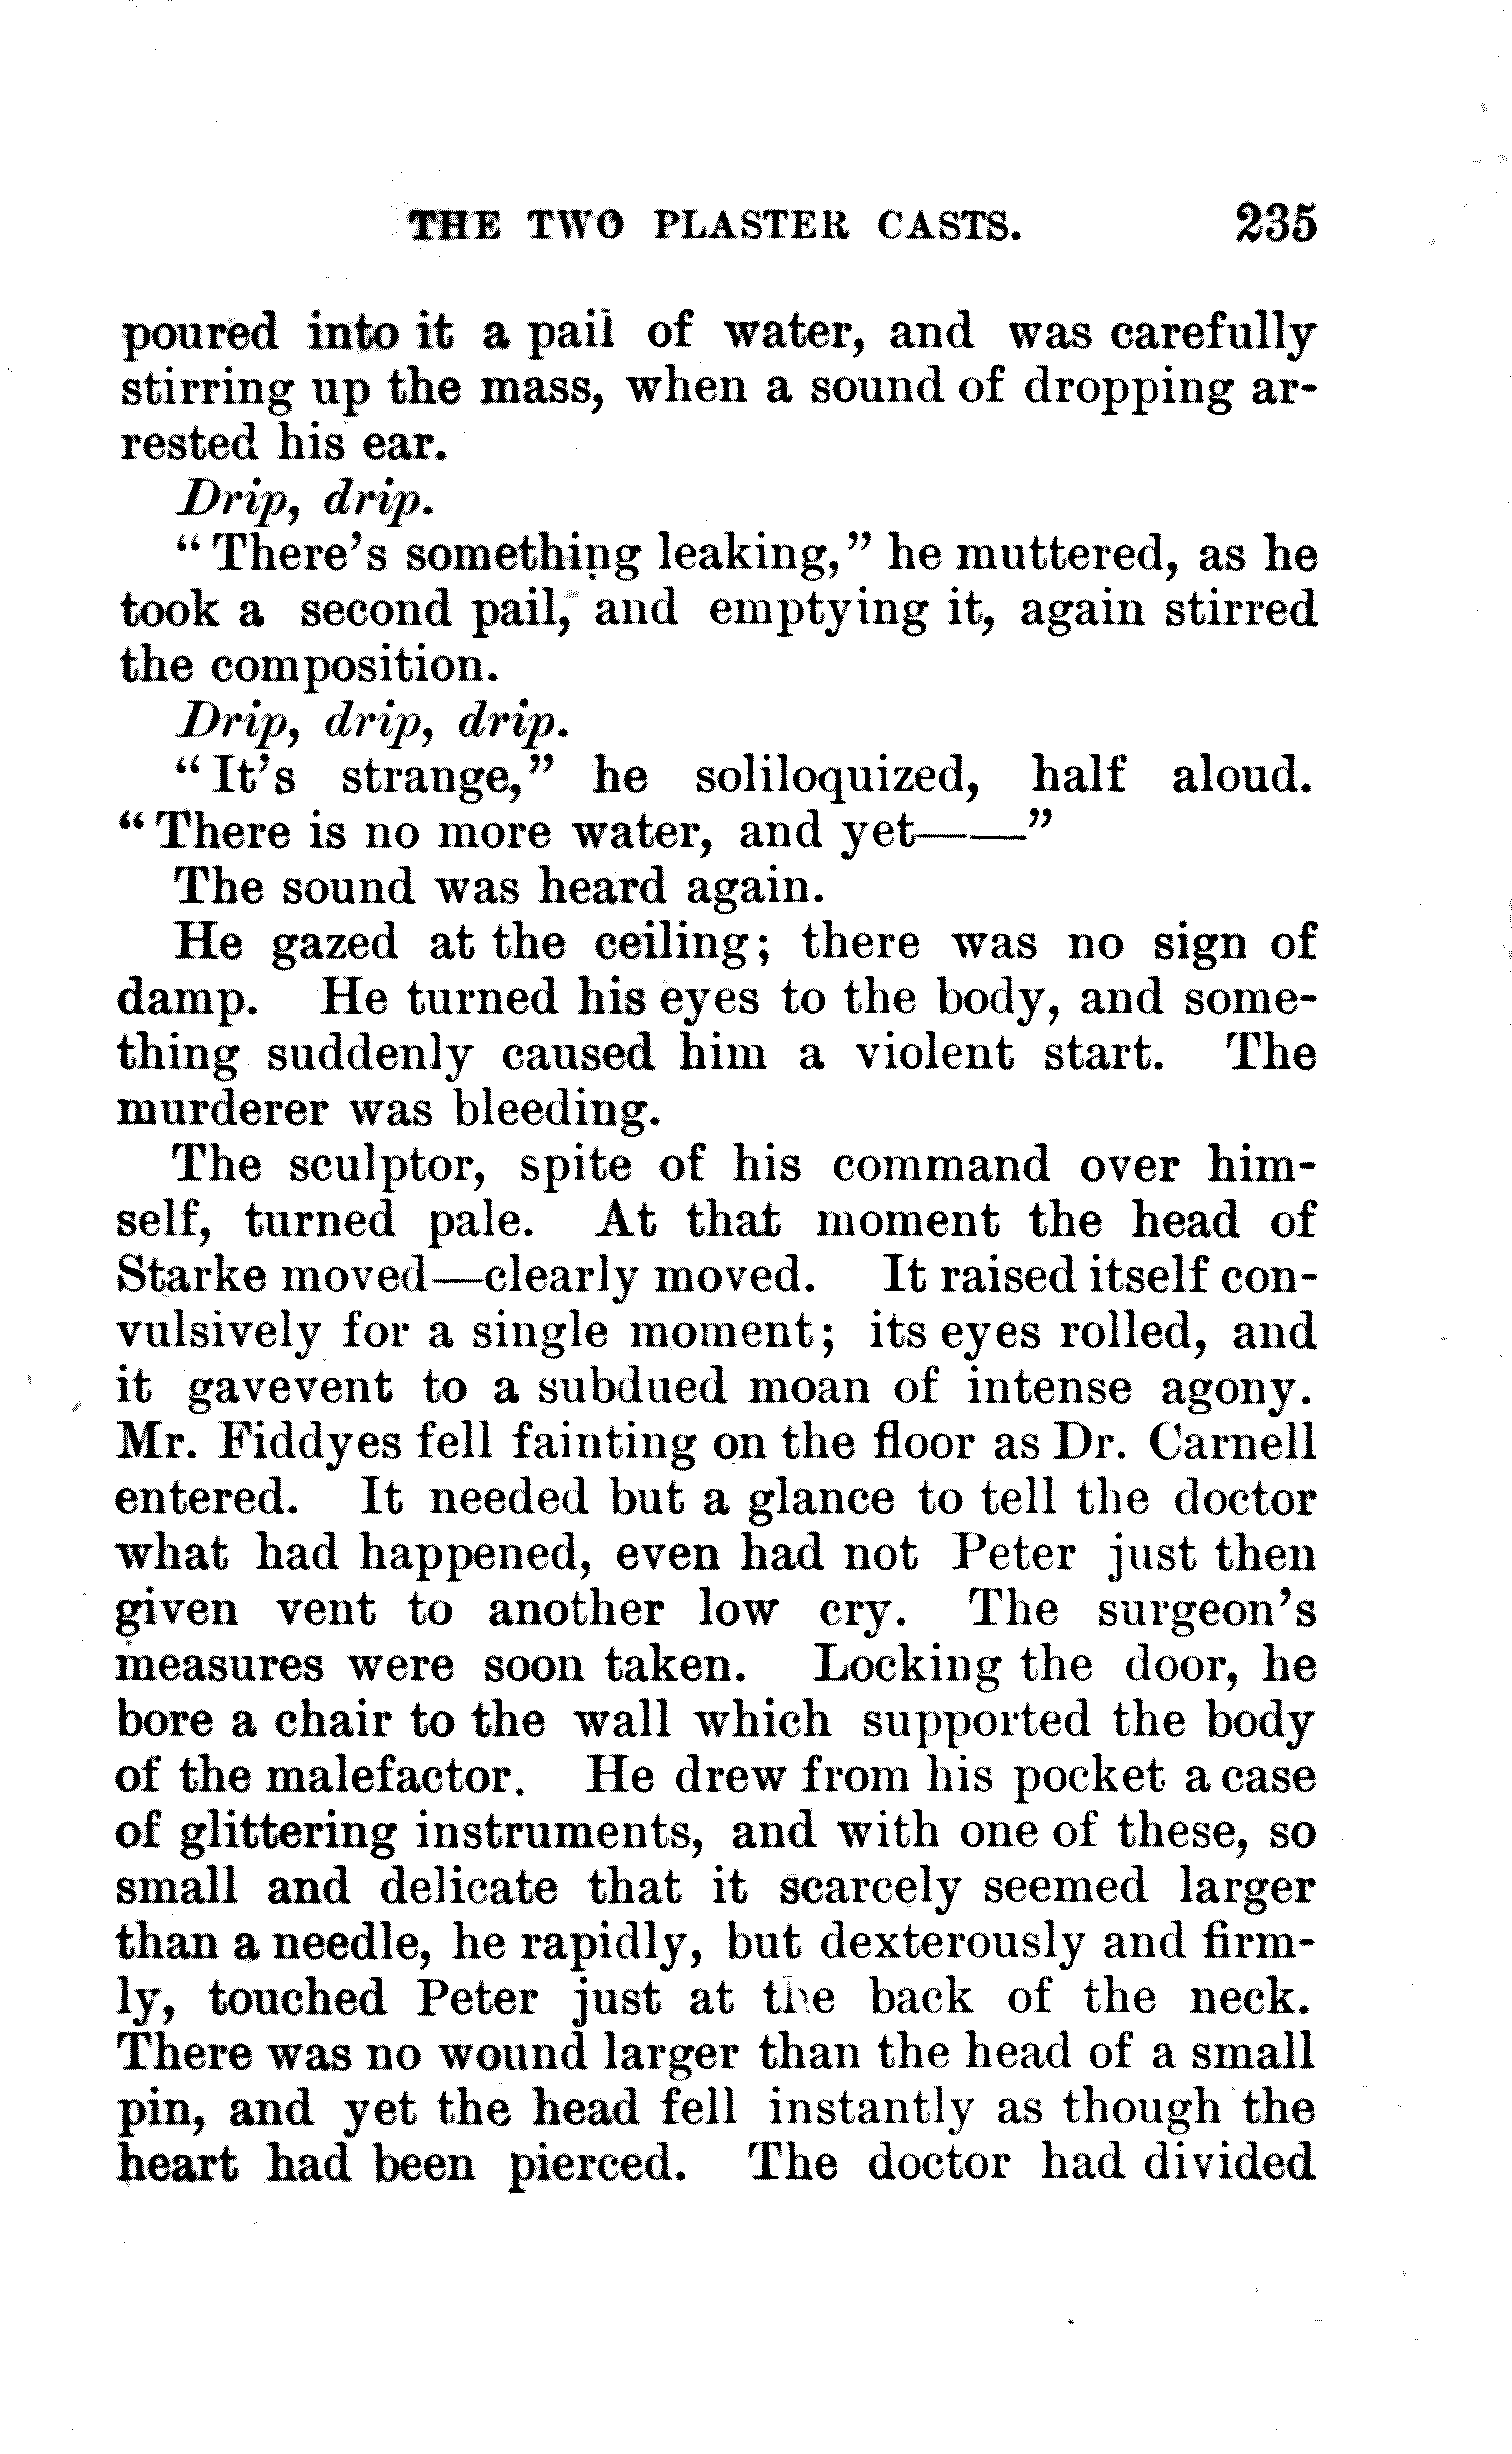 THE TWO PLASTER CASTS. 235
poured into it a pail of water, and was carefully
stirring up the mass, when a sound of dropping ar-
rested his ear.
Drip, drip.
“There’s something leaking,” he muttered, as he
took a second pail, and emptying it, again stirred
the composition.
Drip, drip, drip.
“It’s strange,” he soliloquized, half aloud.
“There is no more water, and yet——”
The sound was heard again.
He gazed at the ceiling; there was no sign of
damp. He turned his eyes to the body, and some-
thing suddenly caused him a violent start. The
murderer was bleeding.
The sculptor, spite of his command over him-
self, turned pale. At that moment the head of
Starke moved—clearly moved. It raised itself con-
vulsively for a single moment; its eyes rolled, and
it gavevent to a subdued moan of intense agony.
Mr. Fiddyes fell fainting on the floor as Dr. Carnell
entered. It needed but a glance to tell the doctor
what had happened, even had not Peter just then
given vent to another low cry. The surgeon’s
measures were soon taken. Locking the door, he
bore a chair to the wall which supported the body
of the malefactor. He drew from his pocket a case
of glittering instruments, and with one of these, so
small and delicate that it scarcely seemed larger
than a needle, he rapidly, but dexterously and firm-
ly, touched Peter just at the back of the neck.
There was no wound larger than the head of a small
pin, and yet the head fell instantly as though the
heart had been pierced. The doctor had divided